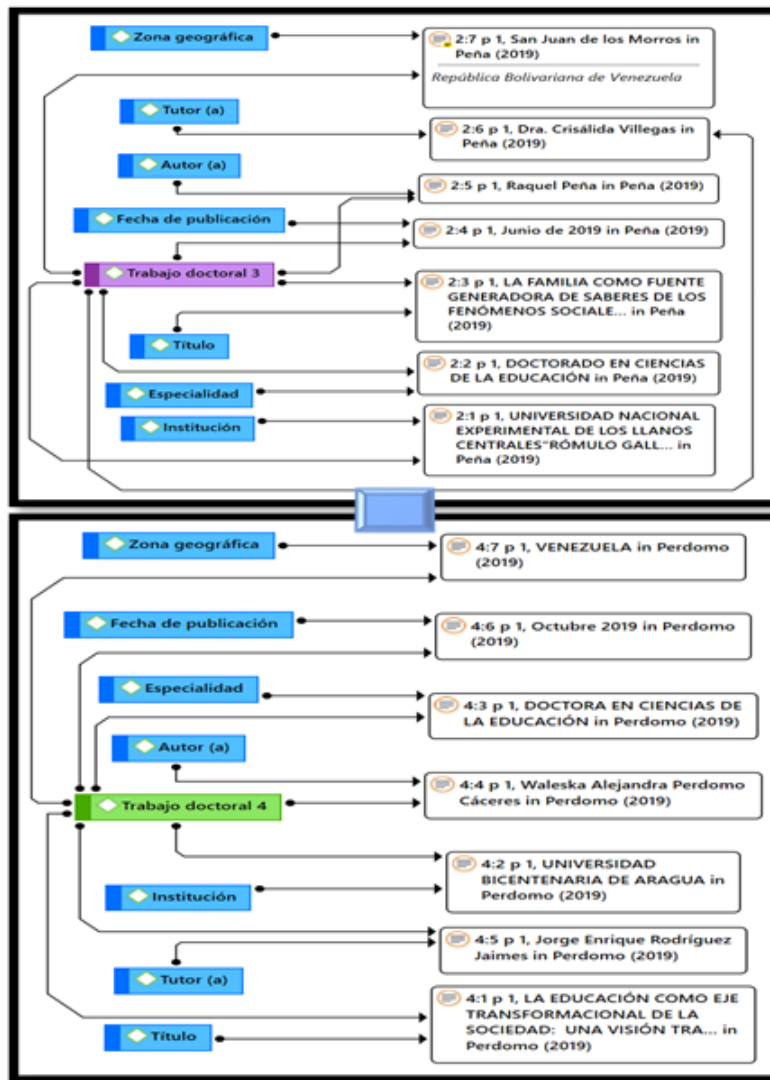 Zona geográfica
2:7 p 1, San Juan de los Morros in
Peña (2019)
República Bolivariana de Venezuela
Tutor (a)
2:6 p 1, Dra. Crisálida Villegas in
Peña (2019)
Autor (a)
2:5 p 1, Raquel Peña in Peña (2019)
Fecha de publicación
2:4 p 1, Junio de 2019 in Peña (2019)
Trabajo doctoral 3
2:3 p 1, LA FAMILIA COMO FUENTE
GENERADORA DE SABERES DE LOS
FENÓMENOS SOCIALE... in Peña
(2019)
Título
2:2 p 1, DOCTORADO EN CIENCIAS
DE LA EDUCACIÓN in Peña (2019)
Especialidad
Institución
2:1 p 1, UNIVERSIDAD NACIONAL
EXPERIMENTAL DE LOS LLANOS
CENTRALES"RÓMULO GALL... in
Peña (2019)
Zona geográfica
4:7 p 1, VENEZUELA in Perdomo
(2019)
Fecha de publicación
4:6 p 1, Octubre 2019 in Perdomo
(2019)
Especialidad
4:3 p 1, DOCTORA EN CIENCIAS DE
LA EDUCACIÓN in Perdomo (2019)
Autor (a)
4:4 p 1, Waleska Alejandra Perdomo
Cáceres in Perdomo (2019)
Trabajo doctoral 4
4:2 p 1, UNIVERSIDAD
BICENTENARIA DE ARAGUA in
Perdomo (2019)
Institución
4:5 p 1, Jorge Enrique Rodríguez
Jaimes in Perdomo (2019)
Tutor (a)
4:1 p 1, LA EDUCACIÓN COMO EJE
TRANSFORMACIONAL DE LA
SOCIEDAD:  UNA VISIÓN TRA... in
Perdomo (2019)
Título